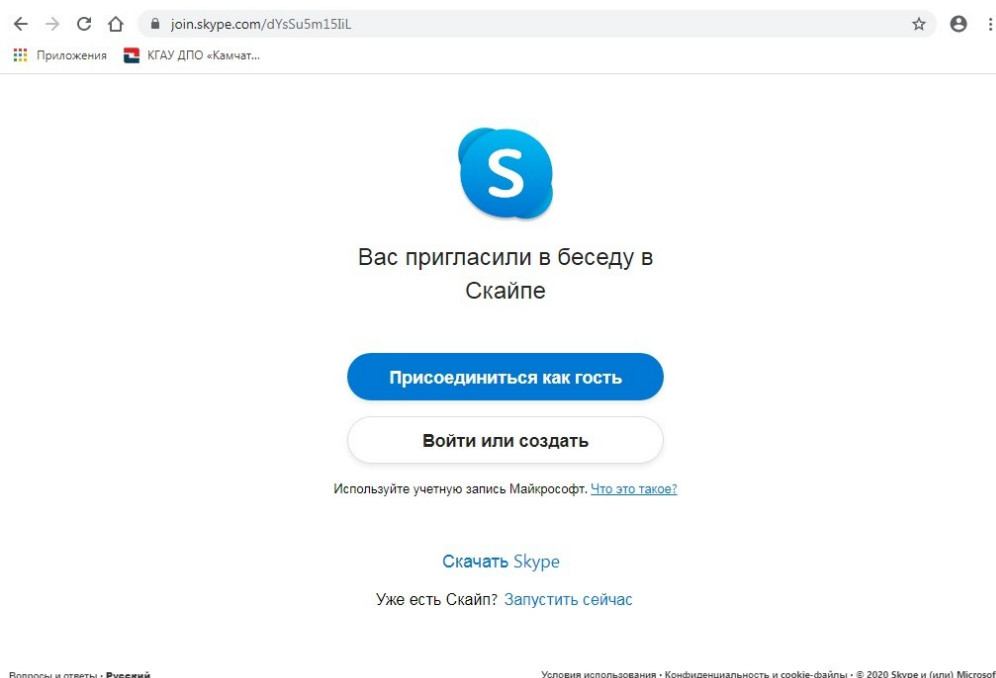 join.skype.com/dYsSu5m15IiL
Приложения КГАУ ДПО «Камчат...
S
Вас пригласили в беседу в
Скайпе
Присоединиться как гость
Войти или создать
Используйте учетную запись Майкрософт. Что это такое?
Скачать Skype
Уже есть Скайп? Запустить сейчас
Вопросы и ответы · Русский Условия использования · Конфиденциальность и cookie-файлы · © 2020 Skype и (или) Microsof